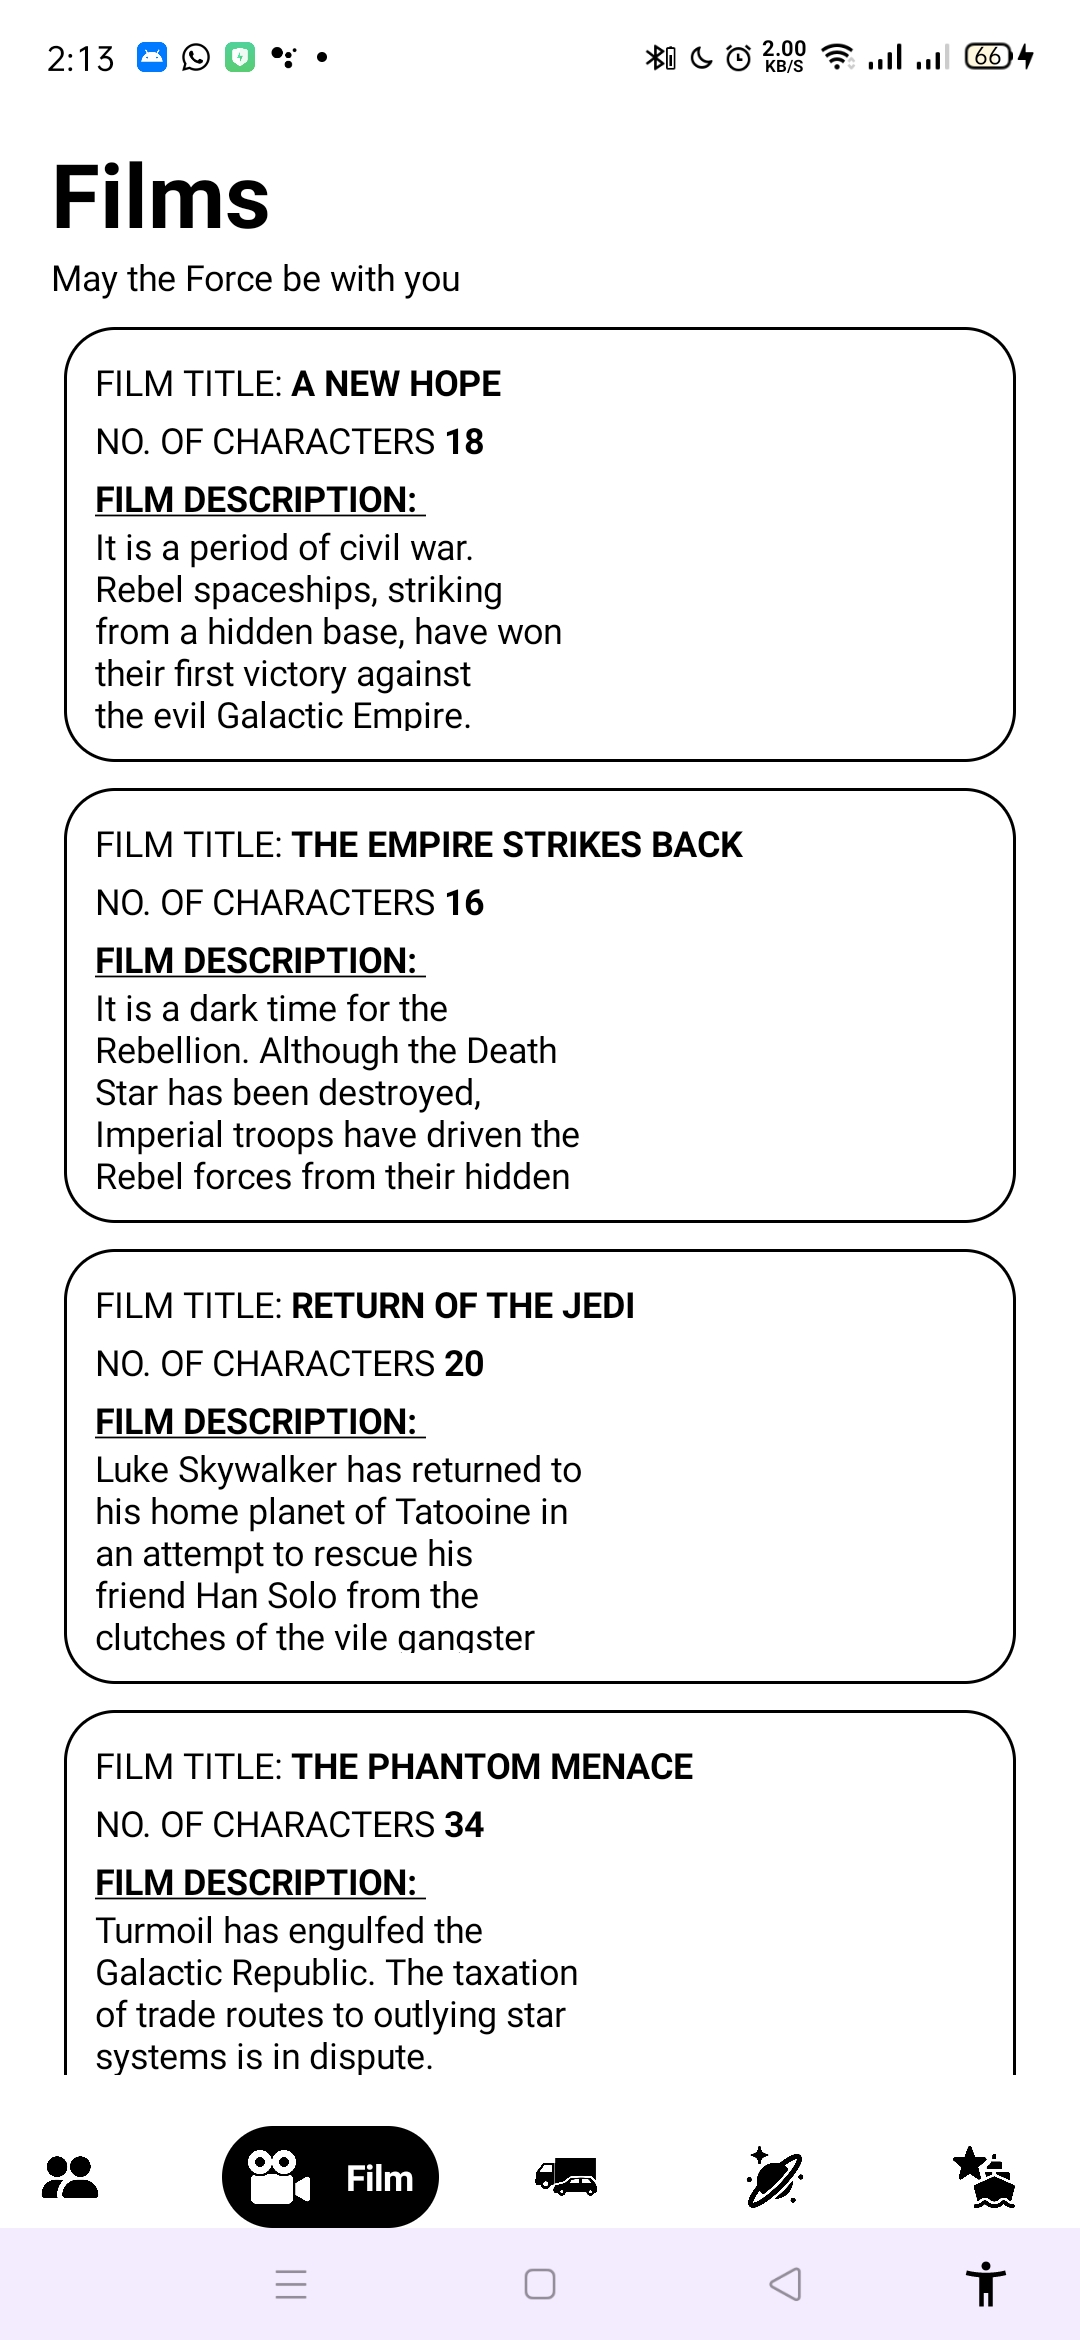 2:13
2.00
KB/S
66
Films
May the Force be with you
FILM TITLE: A NEW HOPE
NO. OF CHARACTERS 18
FILM DESCRIPTION:
It is a period of civil war.
Rebel spaceships, striking
from a hidden base, have won
their first victory against
the evil Galactic Empire.
FILM TITLE: THE EMPIRE STRIKES BACK
NO. OF CHARACTERS 16
FILM DESCRIPTION:
It is a dark time for the
Rebellion. Although the Death
Star has been destroyed,
Imperial troops have driven the
Rebel forces from their hidden
FILM TITLE: RETURN OF THE JEDI
NO. OF CHARACTERS 20
FILM DESCRIPTION:
Luke Skywalker has returned to
his home planet of Tatooine in
an attempt to rescue his
friend Han Solo from the
clutches of the vile gangster
FILM TITLE: THE PHANTOM MENACE
NO. OF CHARACTERS 34
FILM DESCRIPTION:
Turmoil has engulfed the
Galactic Republic. The taxation
of trade routes to outlying star
systems is in dispute.
Film